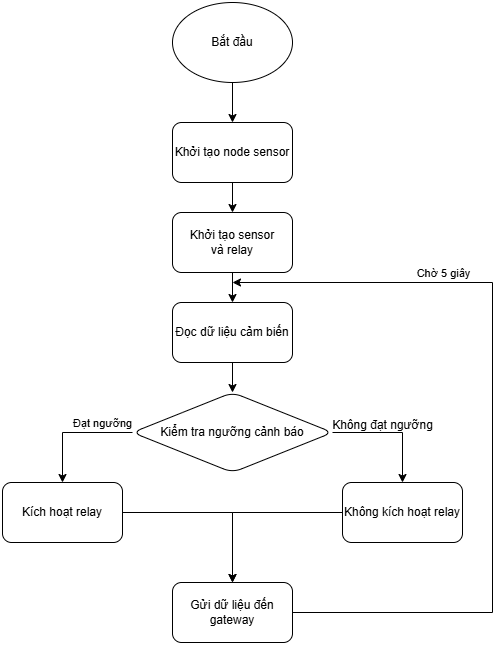 Bắt đầu
Khởi tạo node sensor
Khởi tạo sensor
và relay
Chờ 5 giây
Đọc dữ liệu cảm biến
Đạt ngưỡng
Kiểm tra ngưỡng cảnh báo
Không đạt ngưỡng
Kích hoạt relay
Không kích hoạt relay
Gửi dữ liệu đến
gateway